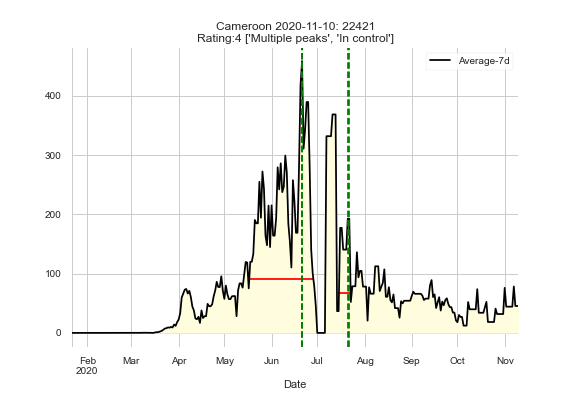 Cameroon 2020-11-10: 22421
Rating:4 ['Multiple peaks', 'In control']
Average-7d
400
300
200
100
0
Feb Mar Apr May Jun Jul Aug Sep Oct Nov
2020
Date